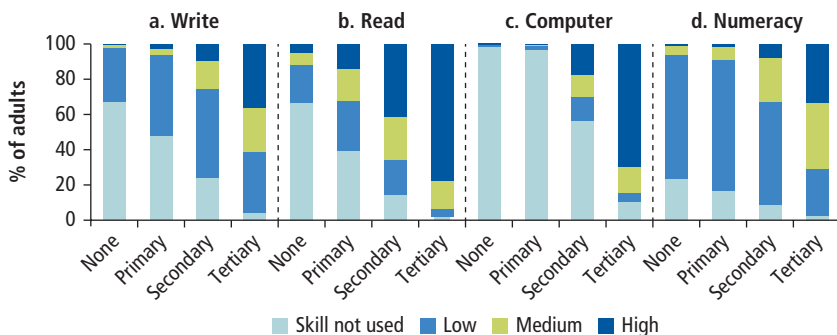 a. Write b. Read c. Computer d. Numeracy
% of adults
100
80
60
40
20
0
None Primary Secondary Tertiary None Primary Secondary Tertiary None Primary Secondary Tertiary None Primary Secondary Tertiary
Skill not used Low Medium High